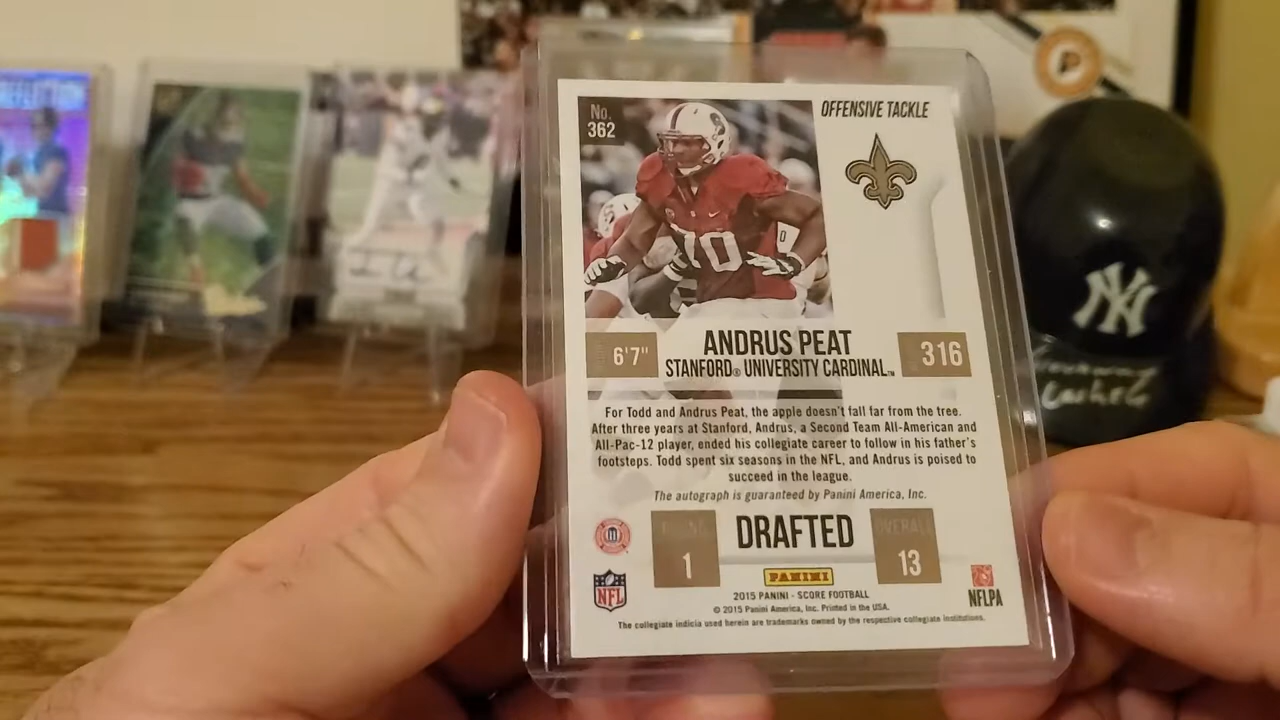 No.
362
OFFENSIVE TACKLE
10
6'7"
ANDRUS PEAT
STANFORD® UNIVERSITY CARDINAL™
316
For Todd and Andrus Peat, the apple doesn't fall far from the tree.
After three years at Stanford, Andrus, a Second Team All-American and
All-Pac-12 player, ended his collegiate career to follow in his father's
footsteps. Todd spent six seasons in the NFL, and Andrus is poised to
succeed in the league.
The autograph is guaranteed by Panini America, Inc.
ROUND
1
DRAFTED
OVERALL
13
NFL
PANINI
NFLPA
2015 PANINI - SCORE FOOTBALL
© 2015 Panini America, Inc. Printed in the USA.
The collegiate indicia used herein are trademarks owned by the respective collegiate institutions.
NY